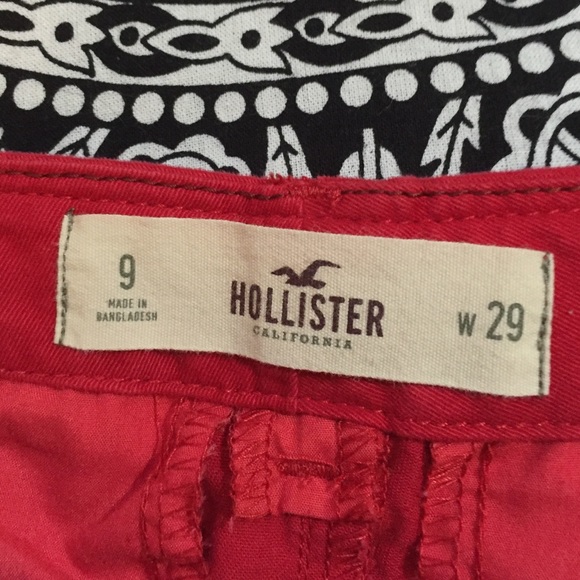 9
MADE IN
BANGLADESH
HOLLISTER
CALIFORNIA
W 29